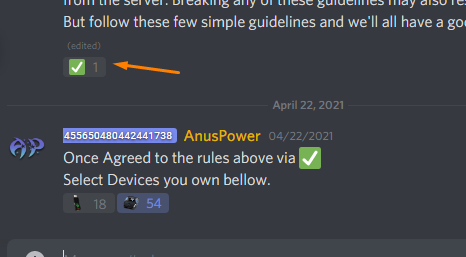 from the server. Breaking any of these guidelines may also res
But follow these few simple guidelines and we'll all have a goo
(edited)
1
April 22, 2021
455650480442441738 AnusPower 04/22/2021
Once Agreed to the rules above via ✅
Select Devices you own bellow.
18 54